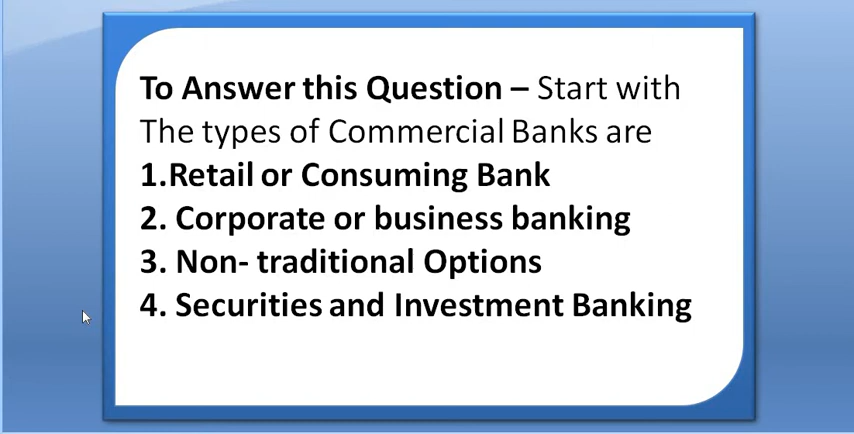 To Answer this Question – Start with
The types of Commercial Banks are
1.Retail or Consuming Bank
2. Corporate or business banking
3. Non- traditional Options
4. Securities and Investment Banking